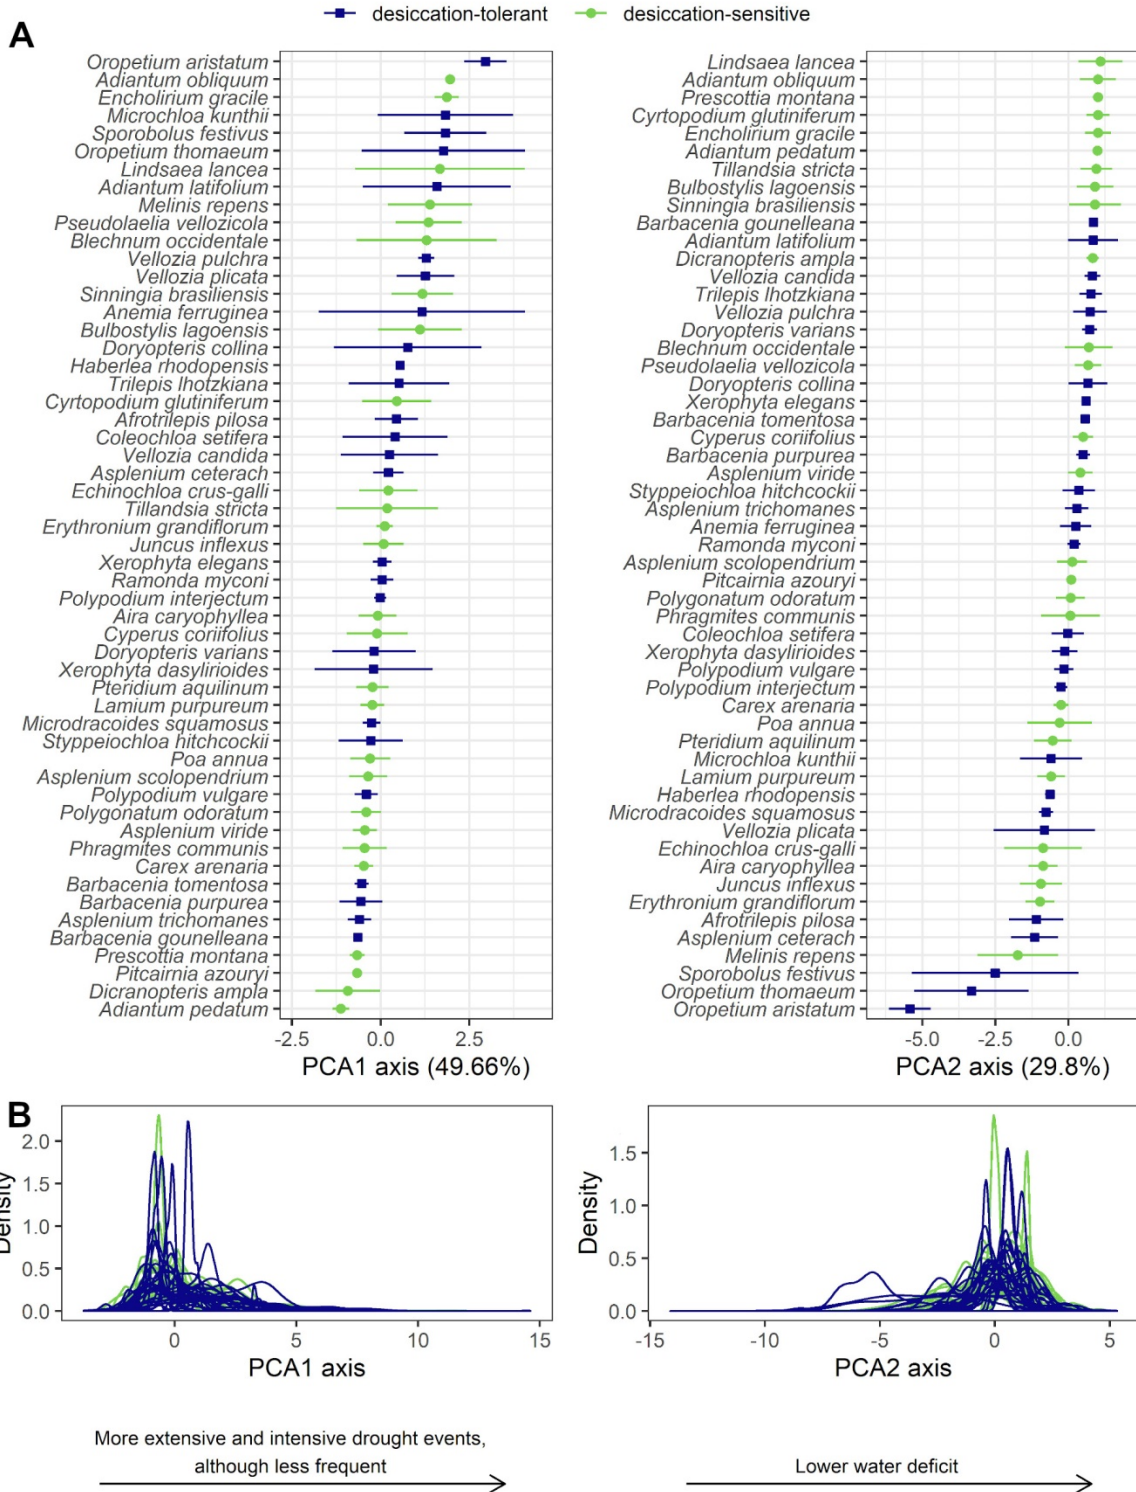 desiccation-tolerant desiccation-sensitive
A
Oropetium aristatum
Adiantum obliquum
Encholirium gracile
Microchloa kunthii
Sporobolus festivus
Oropetium thomaeum
Lindsaea lancea
Adiantum latifolium
Melinis repens
Pseudolaelia vellozicola
Blechnum occidentale
Vellozia pulchra
Vellozia plicata
Sinningia brasiliensis
Anemia ferruginea
Bulbostylis lagoensis
Doryopteris collina
Haberlea rhodopensis
Trilepis lhotzkiana
Cyrtopodium glutiniferum
Afrotrilepis pilosa
Coleochloa setifera
Vellozia candida
Asplenium ceterach
Echinochloa crus-galli
Tillandsia stricta
Erythronium grandiflorum
Juncus inflexus
Xerophyta elegans
Ramonda myconi
Polypodium interjectum
Aira caryophyllea
Cyperus coriifolius
Doryopteris varians
Xerophyta dasylirioides
Pteridium aquilinum
Lamium purpureum
Microdracoides squamosus
Styppeiochloa hitchcockii
Poa annua
Asplenium scolopendrium
Polypodium vulgare
Polygonatum odoratum
Asplenium viride
Phragmites communis
Carex arenaria
Barbacenia tomentosa
Barbacenia purpurea
Asplenium trichomanes
Barbacenia gounelleana
Prescottia montana
Pitcairnia azouryi
Dicranopteris ampla
Adiantum pedatum
-2.5 0.0 2.5
PCA1 axis (49.66%)
Lindsaea lancea
Adiantum obliquum
Prescottia montana
Cyrtopodium glutiniferum
Encholirium gracile
Adiantum pedatum
Tillandsia stricta
Bulbostylis lagoensis
Sinningia brasiliensis
Barbacenia gounelleana
Adiantum latifolium
Dicranopteris ampla
Vellozia candida
Trilepis lhotzkiana
Vellozia pulchra
Doryopteris varians
Blechnum occidentale
Pseudolaelia vellozicola
Doryopteris collina
Xerophyta elegans
Barbacenia tomentosa
Cyperus coriifolius
Barbacenia purpurea
Asplenium viride
Styppeiochloa hitchcockii
Asplenium trichomanes
Anemia ferruginea
Ramonda myconi
Asplenium scolopendrium
Pitcairnia azouryi
Polygonatum odoratum
Phragmites communis
Coleochloa setifera
Xerophyta dasylirioides
Polypodium vulgare
Polypodium interjectum
Carex arenaria
Poa annua
Pteridium aquilinum
Microchloa kunthii
Lamium purpureum
Haberlea rhodopensis
Microdracoides squamosus
Vellozia plicata
Echinochloa crus-galli
Aira caryophyllea
Juncus inflexus
Erythronium grandiflorum
Afrotrilepis pilosa
Asplenium ceterach
Melinis repens
Sporobolus festivus
Oropetium thomaeum
Oropetium aristatum
-5.0 -2.5 0.0
PCA2 axis (29.8%)
B
Density
2.0
1.5
1.0
0.5
0.0
0 5 10 15
PCA1 axis
Density
1.5
1.0
0.5
0.0
-15 -10 -5 0 5
PCA2 axis
More extensive and intensive drought events,
although less frequent
Lower water deficit